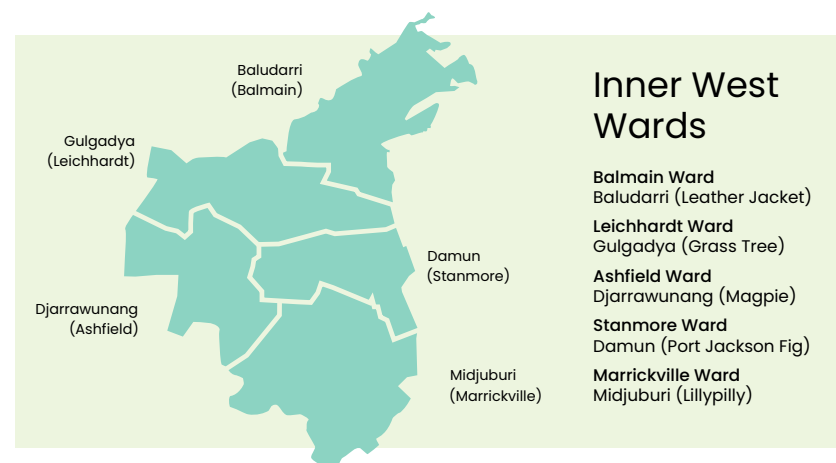 Baludarri
(Balmain)
Gulgadya
(Leichhardt)
Damun
(Stanmore)
Djarrawunang
(Ashfield)
Midjuburi
(Marrickville)
Inner West
Wards
Balmain Ward
Baludarri (Leather Jacket)
Leichhardt Ward
Gulgadya (Grass Tree)
Ashfield Ward
Djarrawunang (Magpie)
Stanmore Ward
Damun (Port Jackson Fig)
Marrickville Ward
Midjuburi (Lillypilly)